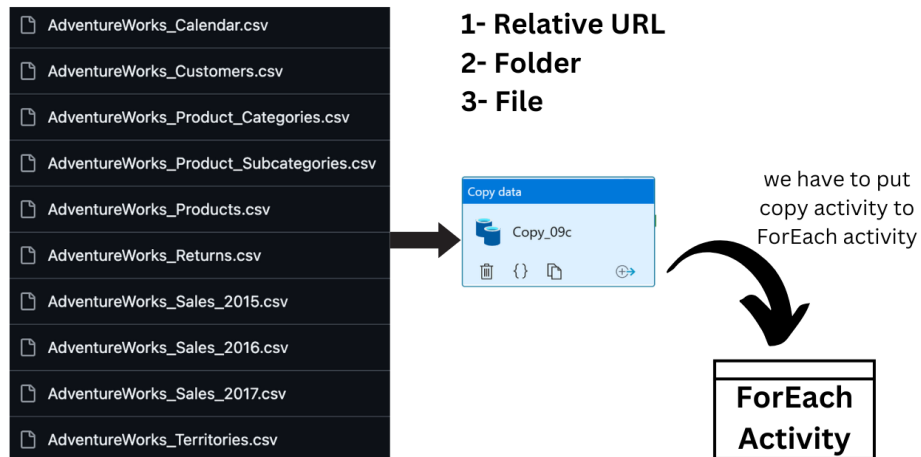 AdventureWorks_Calendar.csv
AdventureWorks_Customers.csv
AdventureWorks_Product_Categories.csv
AdventureWorks_Product_Subcategories.csv
AdventureWorks_Products.csv
AdventureWorks_Returns.csv
AdventureWorks_Sales_2015.csv
AdventureWorks_Sales_2016.csv
AdventureWorks_Sales_2017.csv
AdventureWorks_Territories.csv
1- Relative URL
2- Folder
3- File
Copy data
Copy_09c
{}
we have to put
copy activity to
ForEach activity
ForEach
Activity